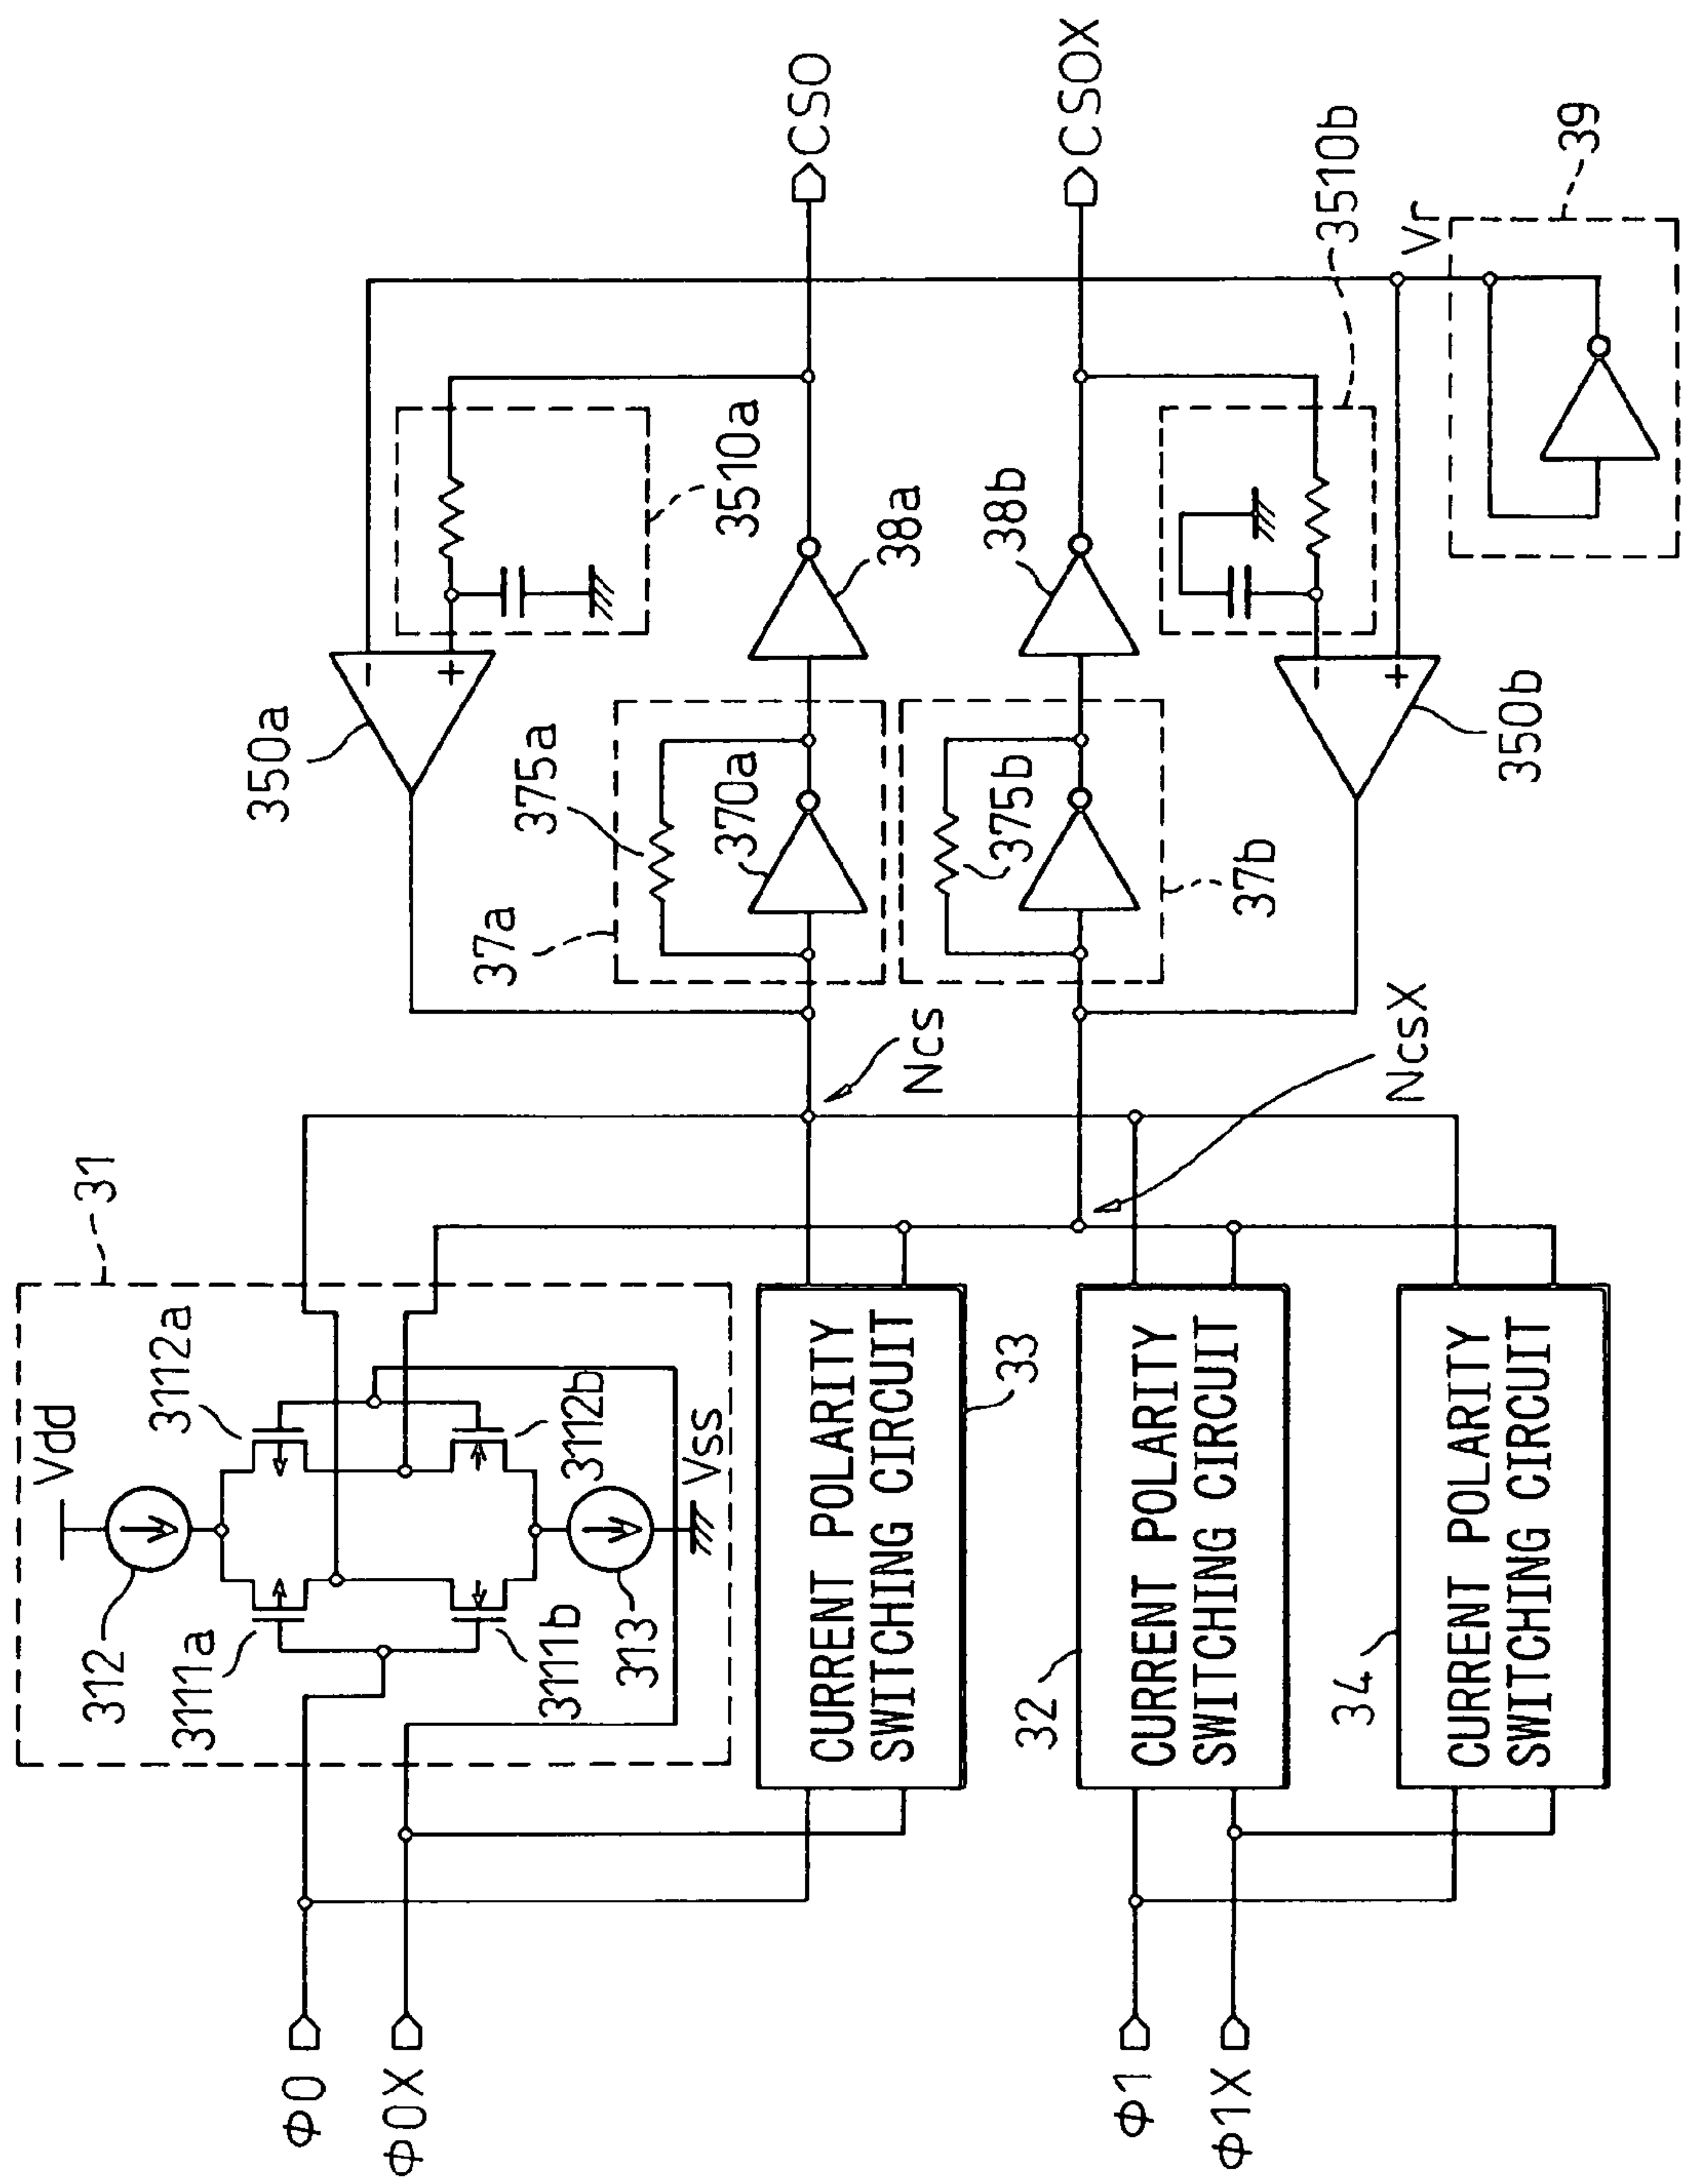 Φ0
Φ0X
Φ1
Φ1X
31
Vdd
312
3111a
3112a
3111b
3112b
313
Vss
CURRENT POLARITY
SWITCHING CIRCUIT
33
32
CURRENT POLARITY
SWITCHING CIRCUIT
34
CURRENT POLARITY
SWITCHING CIRCUIT
Ncs
NcsX
350a
-
+
3510a
37a
375a
370a
38a
CSO
37b
375b
38b
CSOX
3510b
350b
-
+
Vr
39